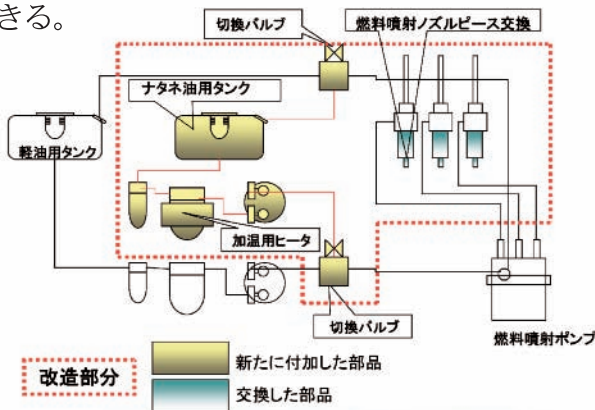 きる。
切換バルブ
燃料噴射ノズルピース交換
ナタネ油用タンク
軽油用タンク
加温用ヒータ
切換バルブ
燃料噴射ポンプ
改造部分
新たに付加した部品
交換した部品